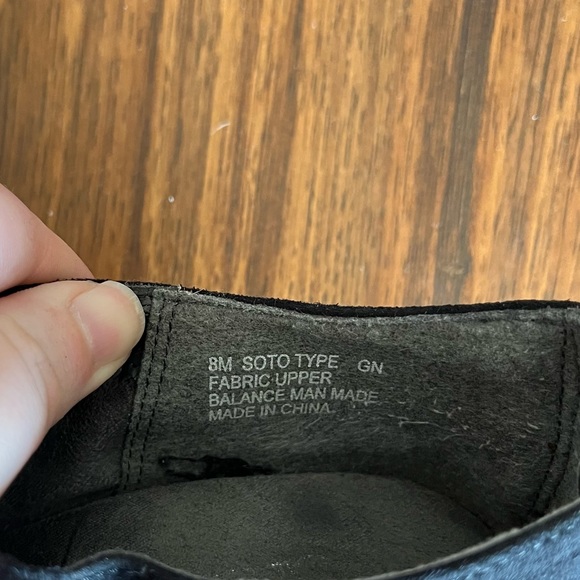 8M SOTO TYPE GN
FABRIC UPPER
BALANCE MAN MADE
MADE IN CHINA